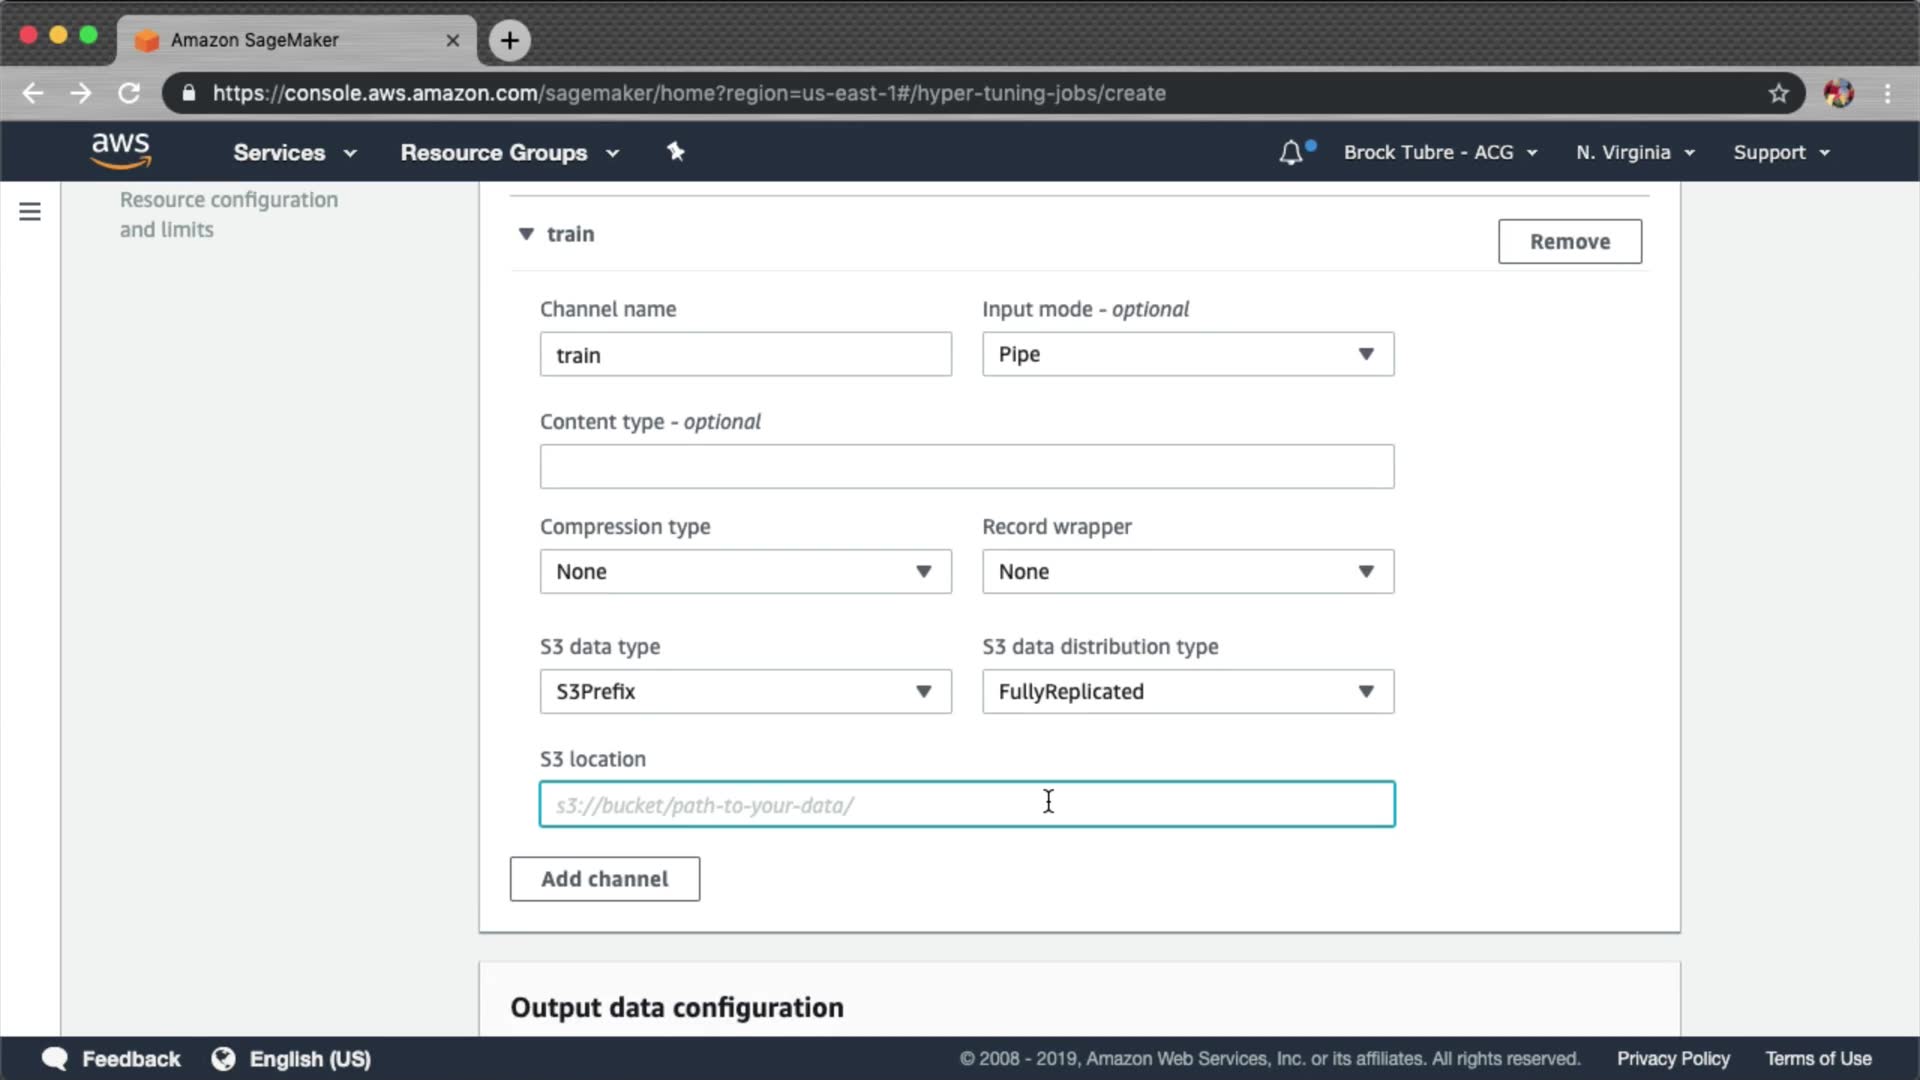 Amazon SageMaker
https://console.aws.amazon.com/sagemaker/home?region=us-east-1#/hyper-tuning-jobs/create
aws
Services
Resource Groups
Brock Tubre - ACG
N. Virginia
Support
Resource configuration
and limits
train
Remove
Channel name
Input mode - optional
train
Pipe
Content type - optional
Compression type
Record wrapper
None
None
S3 data type
S3 data distribution type
S3Prefix
FullyReplicated
S3 location
s3://bucket/path-to-your-data/
Add channel
Output data configuration
Feedback
English (US)
© 2008 - 2019, Amazon Web Services, Inc. or its affiliates. All rights reserved.
Privacy Policy
Terms of Use